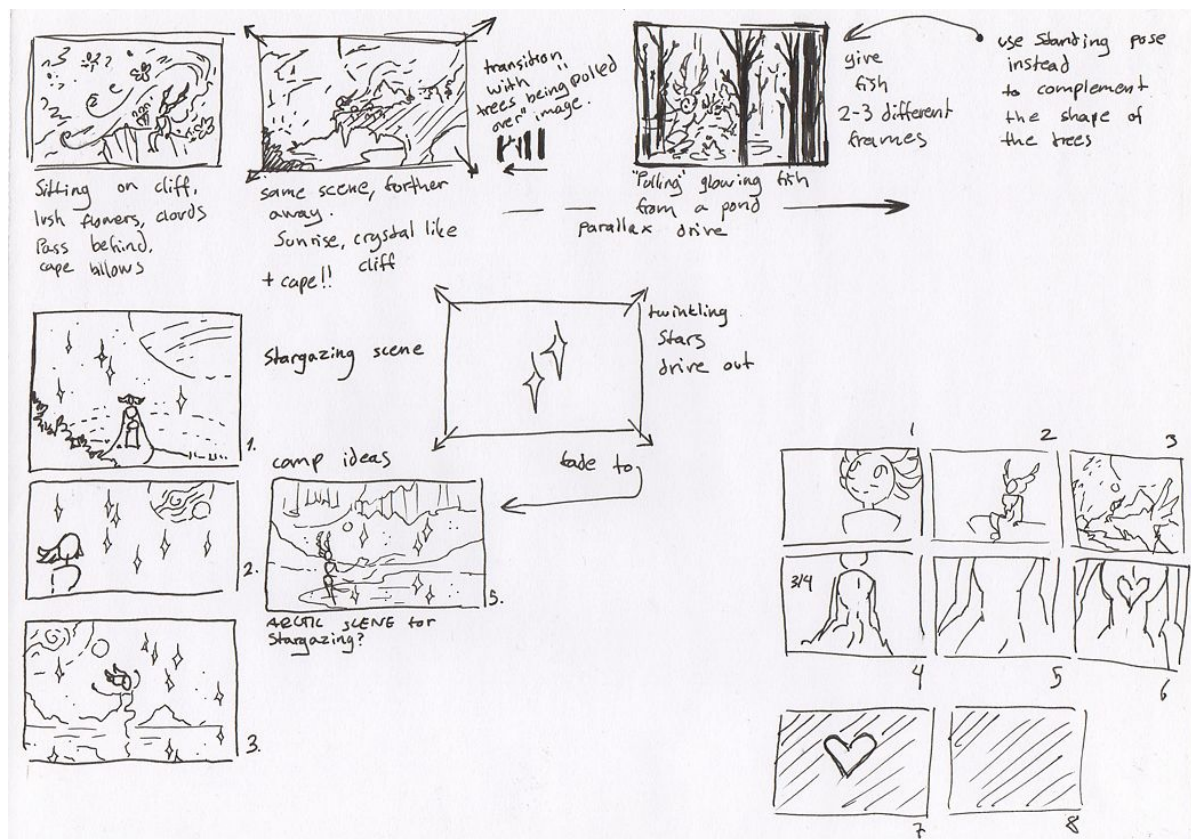 Sitting on cliff,
lush flowers, clouds
Pass behind,
cape billows
same scene, further
away.
Sunrise, crystal like
cliff
+ cape!!
transition
with
trees being "pulled
over" image.
"Pulling" glowing fish
from a pond
parallax drive
give
fish
2-3 different
frames
use standing pose
instead
to complement
the shape of
the trees
Stargazing scene
twinkling
Stars
drive out
fade to
1.
2.
3.
comp ideas
5.
ARCTIC SCENE for
Stargazing?
1
2
3
3/4
4
5
6
7
8